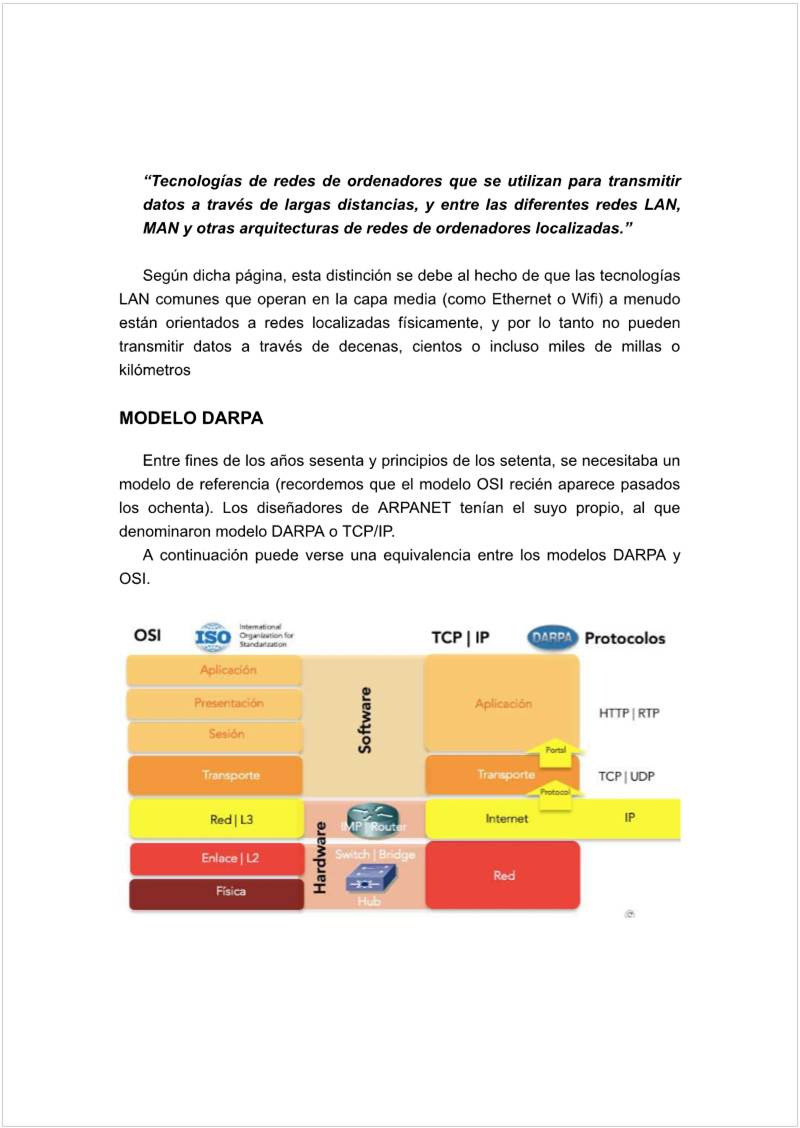 “Tecnologías de redes de ordenadores que se utilizan para transmitir
datos a través de largas distancias, y entre las diferentes redes LAN,
MAN y otras arquitecturas de redes de ordenadores localizadas.”
Según dicha página, esta distinción se debe al hecho de que las tecnologías
LAN comunes que operan en la capa media (como Ethernet o Wifi) a menudo
están orientados a redes localizadas físicamente, y por lo tanto no pueden
transmitir datos a través de decenas, cientos o incluso miles de millas o
kilómetros
MODELO DARPA
Entre fines de los años sesenta y principios de los setenta, se necesitaba un
modelo de referencia (recordemos que el modelo OSI recién aparece pasados
los ochenta). Los diseñadores de ARPANET tenían el suyo propio, al que
denominaron modelo DARPA o TCP/IP.
A continuación puede verse una equivalencia entre los modelos DARPA y
OSI.
OSI
ISO
International
Organization for
Standarization
TCP | IP
DARPA
Protocolos
Aplicación
Presentación
Sesión
Transporte
Red | L3
Enlace | L2
Física
Software
Hardware
IMP | Router
Switch | Bridge
Hub
Aplicación
Portal
Transporte
Protocol
Internet
Red
HTTP | RTP
TCP | UDP
IP